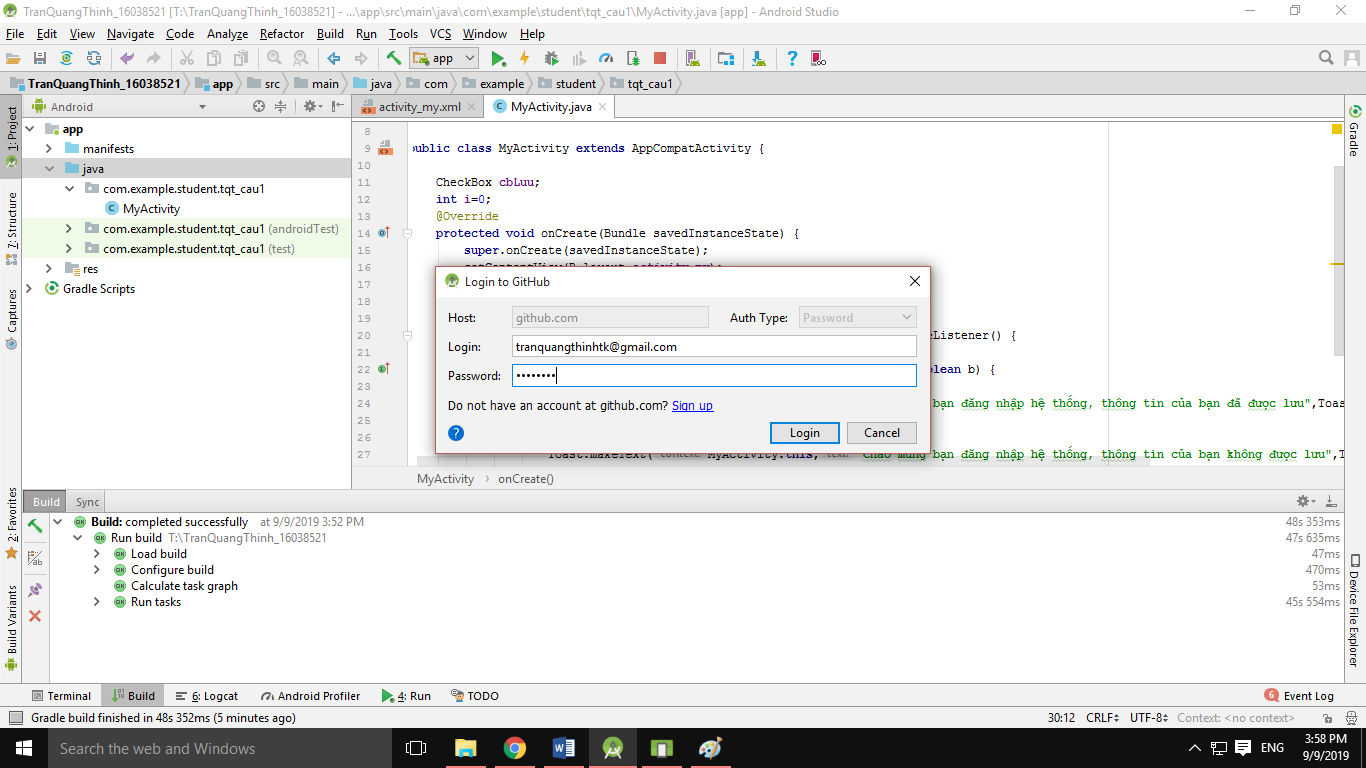 TranQuangThinh_16038521 [T:\TranQuangThinh_16038521] - ...\app\src\main\java\com\example\student\tqt_cau1\MyActivity.java [app] - Android Studio
File Edit View Navigate Code Analyze Refactor Build Run Tools VCS Window Help
app
TranQuangThinh_16038521 app src main java com example student tqt_cau1
1: Project
7: Structure
Captures
2: Favorites
Build Variants
Android
app
manifests
java
com.example.student.tqt_cau1
MyActivity
com.example.student.tqt_cau1 (androidTest)
com.example.student.tqt_cau1 (test)
res
Gradle Scripts
activity_my.xml MyActivity.java
8
9 public class MyActivity extends AppCompatActivity {
10
11 CheckBox cbLuu;
12 int i=0;
13 @Override
14 protected void onCreate(Bundle savedInstanceState) {
15 super.onCreate(savedInstanceState);
16
17
18
19
20 eListener() {
21
22 olean b) {
23
24 bạn đăng nhập hệ thống, thông tin của bạn đã được lưu",Toas
25
26
27 Toast.makeText( context: MyActivity.this, text: "Chào mừng bạn đăng nhập hệ thống, thông tin của bạn không được lưu",T
Login to GitHub
Host: github.com Auth Type: Password
Login: tranquangthinhtk@gmail.com
Password: ••••••••
Do not have an account at github.com? Sign up
? Login Cancel
MyActivity › onCreate()
Gradle
Device File Explorer
Build Sync
Build: completed successfully at 9/9/2019 3:52 PM 48s 353ms
Run build T:\TranQuangThinh_16038521 47s 635ms
Load build 47ms
Configure build 470ms
Calculate task graph 53ms
Run tasks 45s 554ms
Terminal Build 6: Logcat Android Profiler 4: Run TODO 6 Event Log
Gradle build finished in 48s 352ms (5 minutes ago) 30:12 CRLF UTF-8 Context: <no context>
Search the web and Windows ENG 3:58 PM
9/9/2019